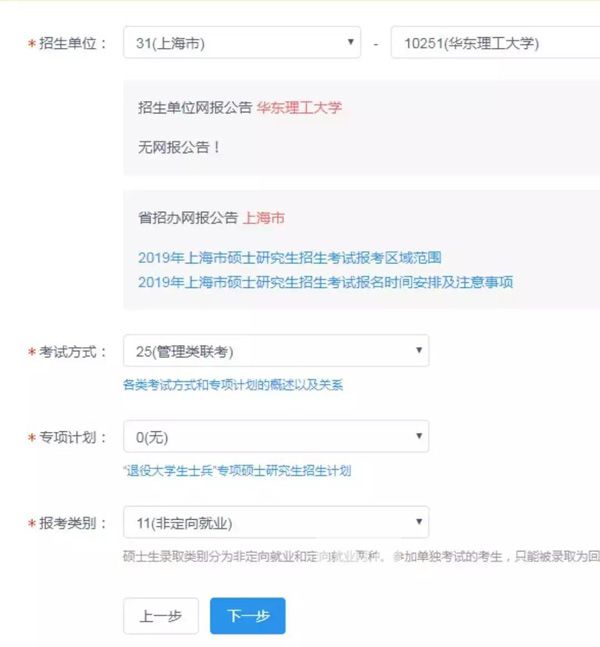 *招生单位： 31(上海市) - 10251(华东理工大学)
招生单位网报公告 华东理工大学
无网报公告！
省招办网报公告 上海市
2019年上海市硕士研究生招生考试报考区域范围
2019年上海市硕士研究生招生考试报名时间安排及注意事项
*考试方式： 25(管理类联考)
各类考试方式和专项计划的概述以及关系
*专项计划： 0(无)
“退役大学生士兵”专项硕士研究生招生计划
*报考类别： 11(非定向就业)
硕士生录取类别分为非定向就业和定向就业两种。参加单独考试的考生，只能被录取为回
上一步 下一步